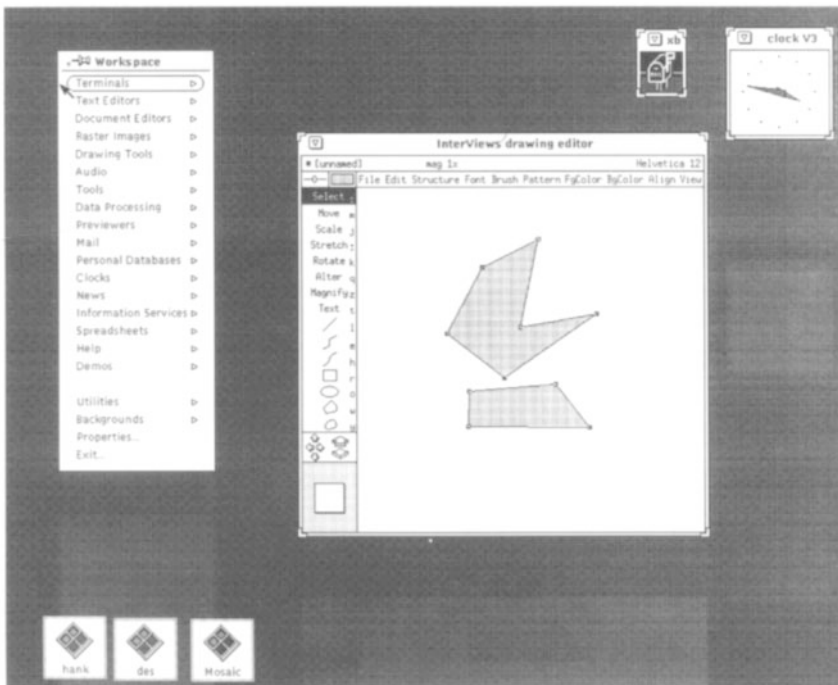 Workspace
Terminals
Text Editors
Document Editors
Raster Images
Drawing Tools
Audio
Tools
Data Processing
Previewers
Mail
Personal Databases
Clocks
News
Information Services
Spreadsheets
Help
Demos
Utilities
Backgrounds
Properties...
Exit...
xb
clock V3
InterViews drawing editor
* [unnamed] mag 1x Helvetica 12
File Edit Structure Font Brush Pattern FgColor BgColor Align View
Select
Move m
Scale
Stretch
Rotate
Alter q
Magnify z
Text t
l
e
h
r
o
w
hank
des
Mosaic